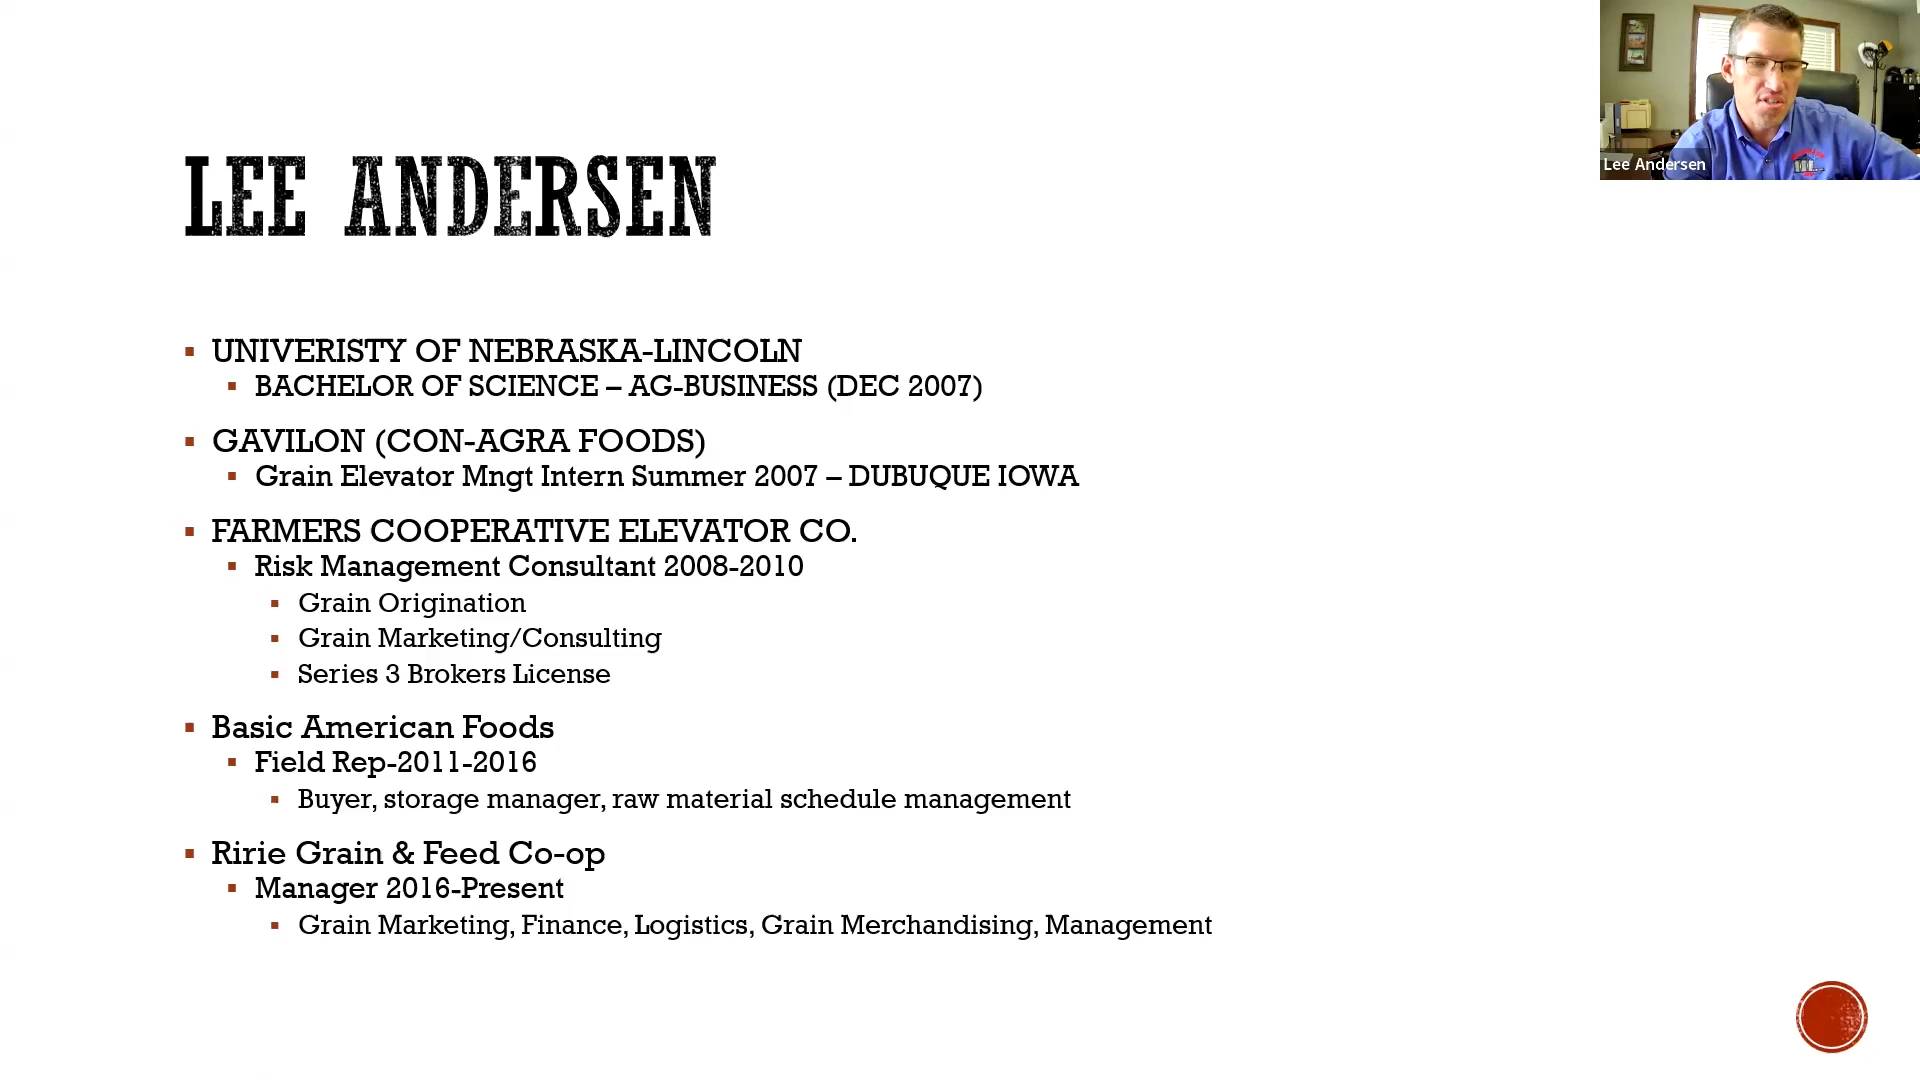 Lee Andersen
LEE ANDERSEN
UNIVERISTY OF NEBRASKA-LINCOLN
BACHELOR OF SCIENCE – AG-BUSINESS (DEC 2007)
GAVILON (CON-AGRA FOODS)
Grain Elevator Mngt Intern Summer 2007 – DUBUQUE IOWA
FARMERS COOPERATIVE ELEVATOR CO.
Risk Management Consultant 2008-2010
Grain Origination
Grain Marketing/Consulting
Series 3 Brokers License
Basic American Foods
Field Rep-2011-2016
Buyer, storage manager, raw material schedule management
Ririe Grain & Feed Co-op
Manager 2016-Present
Grain Marketing, Finance, Logistics, Grain Merchandising, Management